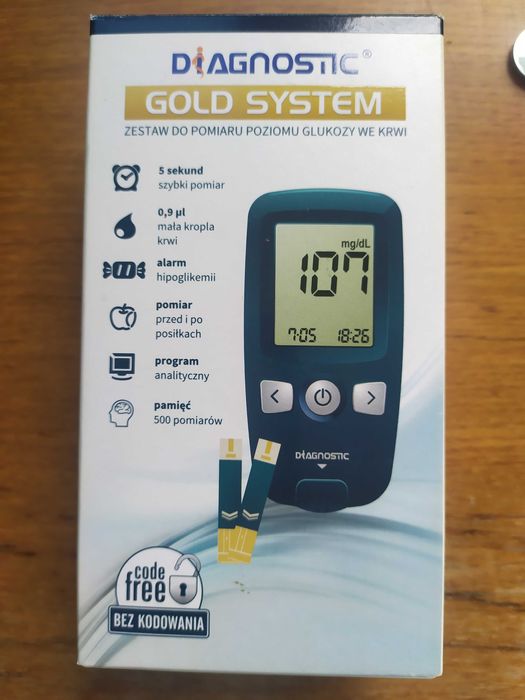 DIAGNOSTIC®
GOLD SYSTEM
ZESTAW DO POMIARU POZIOMU GLUKOZY WE KRWI
5 sekund
szybki pomiar
0,9 µl
mała kropla
krwi
alarm
hipoglikemii
pomiar
przed i po
posiłkach
program
analityczny
pamięć
500 pomiarów
mg/dL
107
7:05 18:26
DIAGNOSTIC
code
free
BEZ KODOWANIA